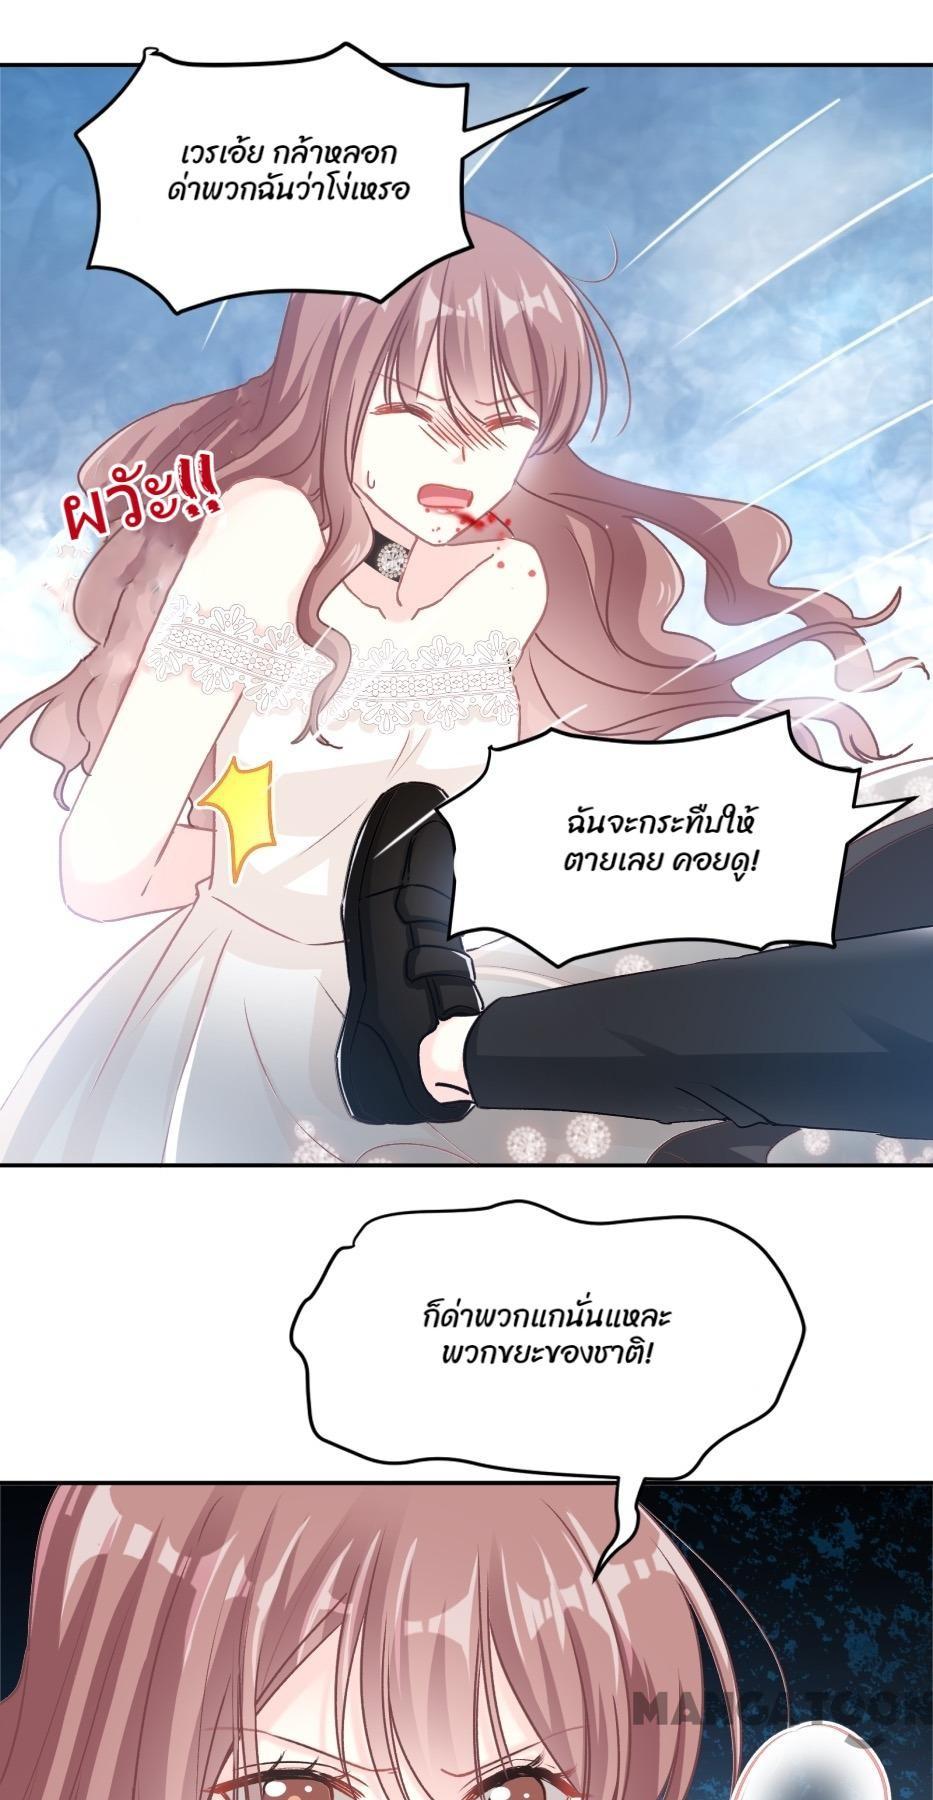 เวรเอ้ย กล้าหลอก
ด่าพวกฉันว่าโง่เหรอ
ผวัะ!!
ฉันจะกระทืบให้
ตายเลย คอยดู!
ก็ด่าพวกแกนั่นแหละ
พวกขยะของชาติ!
MANGATOON